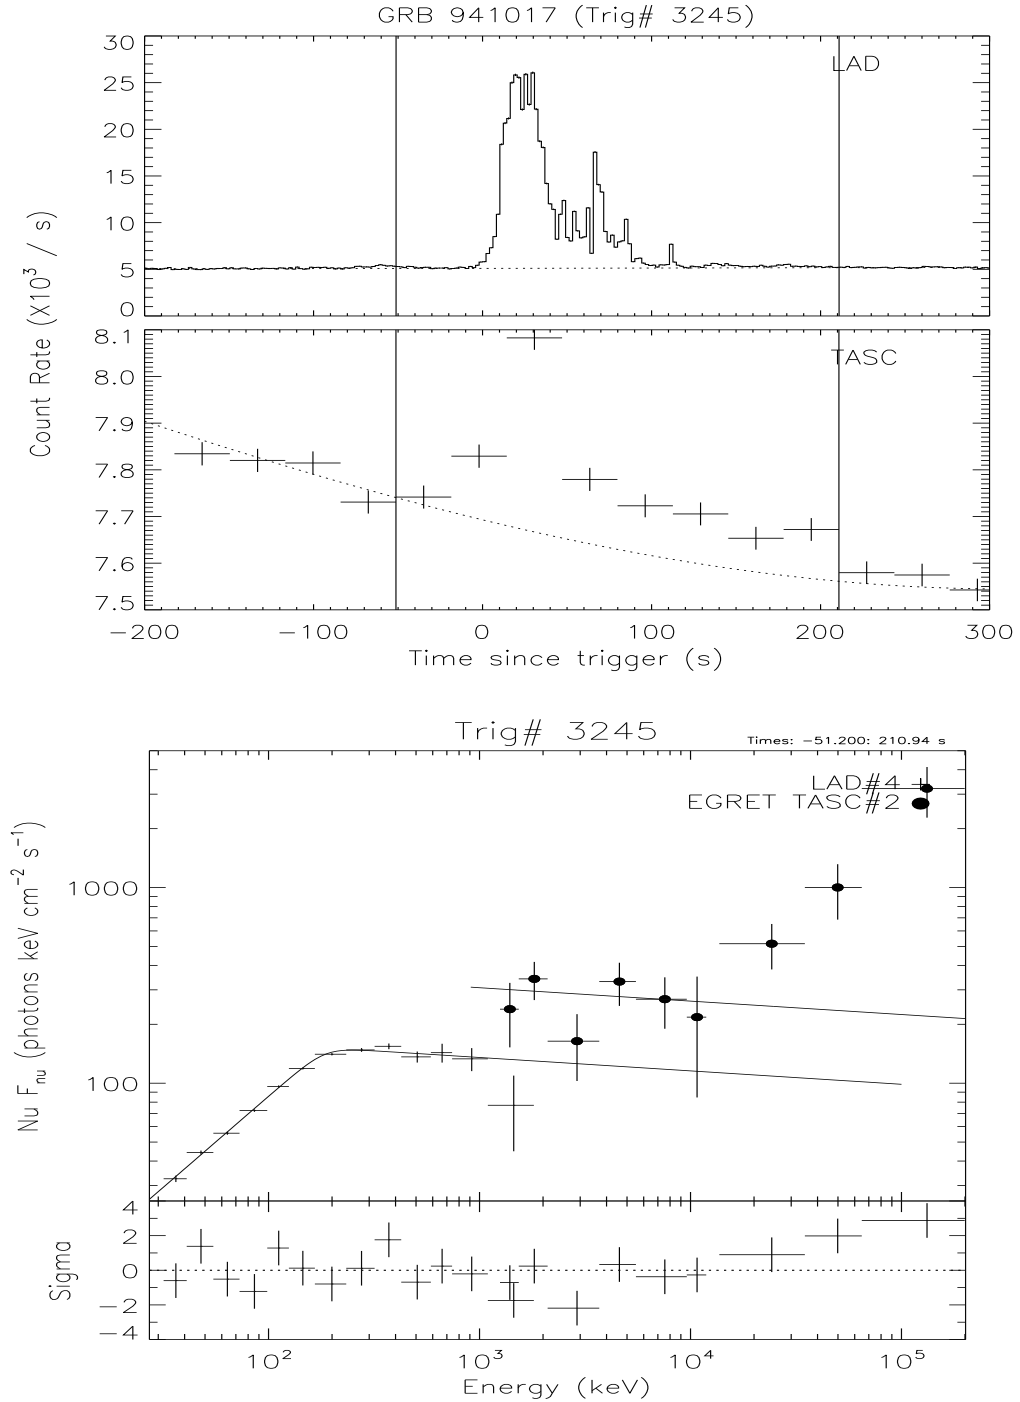 GRB 941017 (Trig# 3245)
Count Rate (X10³ / s)
30
25
20
15
10
5
0
LAD
8.1
8.0
7.9
7.8
7.7
7.6
7.5
TASC
−200 −100 0 100 200 300
Time since trigger (s)
Trig# 3245
Times: −51.200: 210.94 s
LAD#4
EGRET TASC#2
Nu Fₙᵤ (photons keV cm⁻² s⁻¹)
1000
100
Sigma
4
2
0
−2
−4
10² 10³ 10⁴ 10⁵
Energy (keV)